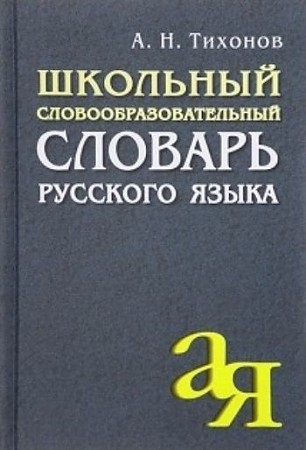 А. Н. Тихонов
ШКОЛЬНЫЙ
СЛОВООБРАЗОВАТЕЛЬНЫЙ
СЛОВАРЬ
РУССКОГО ЯЗЫКА
а
Я